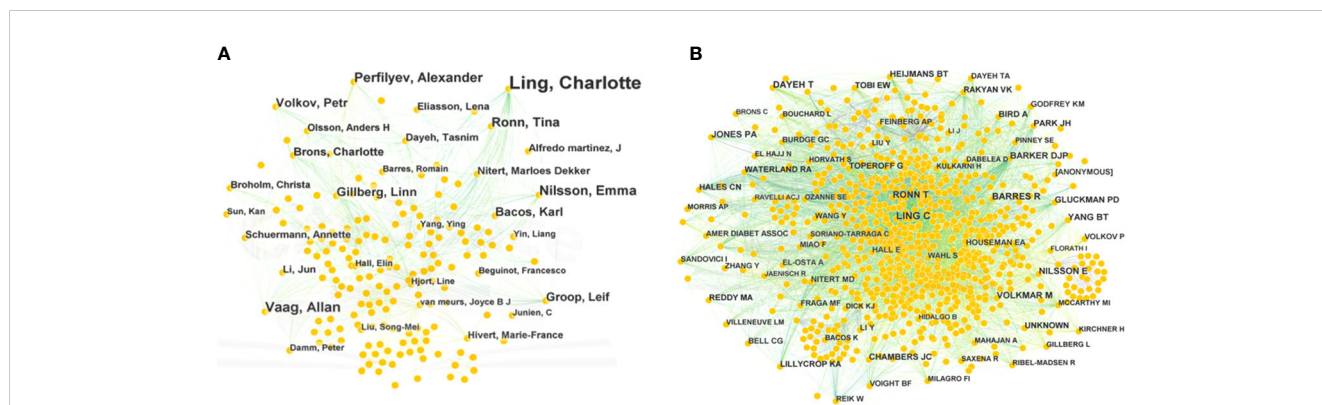 A
B
Ling, Charlotte
Perfilyev, Alexander
Volkov, Petr
Eliasson, Lena
Ronn, Tina
Olsson, Anders H
Dayeh, Tasnim
Alfredo martinez, J
Brons, Charlotte
Barres, Romain
Nitert, Marloes Dekker
Broholm, Christa
Gillberg, Linn
Nilsson, Emma
Sun, Kan
Bacos, Karl
Yang, Ying
Schuermann, Annette
Yin, Liang
Hall, Elin
Li, Jun
Beguinot, Francesco
Hjort, Line
Vaag, Allan
van meurs, Joyce B J
Groop, Leif
Junien, C
Liu, Song-Mei
Hivert, Marie-France
Damm, Peter
HEIJMANS BT
DAYEH TA
DAYEH T
TOBI EW
RAKYAN VK
GODFREY KM
BRONS C
BOUCHARD L
BIRD A
FEINBERG AP
PARK JH
JONES PA
LI J
BURDGE GC
LIU Y
PINNEY SE
EL HAJJ N
HORVATH S
DABELEA D
BARKER DJP
TOPEROFF G
KULKARNI H
WATERLAND RA
[ANONYMOUS]
HALES CN
RAVELLI ACJ
OZANNE SE
RONN T
BARRES R
GLUCKMAN PD
MORRIS AP
WANG Y
LING C
YANG BT
AMER DIABET ASSOC
SORIANO-TARRAGA C
VOLKOV P
MIAO F
HALL E
HOUSEMAN EA
FLORATH I
SANDOVICI I
ZHANG Y
EL-OSTA A
WAHL S
JAENISCH R
NITERT MD
NILSSON E
REDDY MA
FRAGA MF
DICK KJ
VOLKMAR M
MCCARTHY MI
VILLENEUVE LM
HIDALGO B
LI Y
UNKNOWN
KIRCHNER H
BELL CG
BACOS K
MAHAJAN A
GILLBERG L
LILLYCROP KA
CHAMBERS JC
SAXENA R
RIBEL-MADSEN R
VOIGHT BF
MILAGRO FI
REIK W